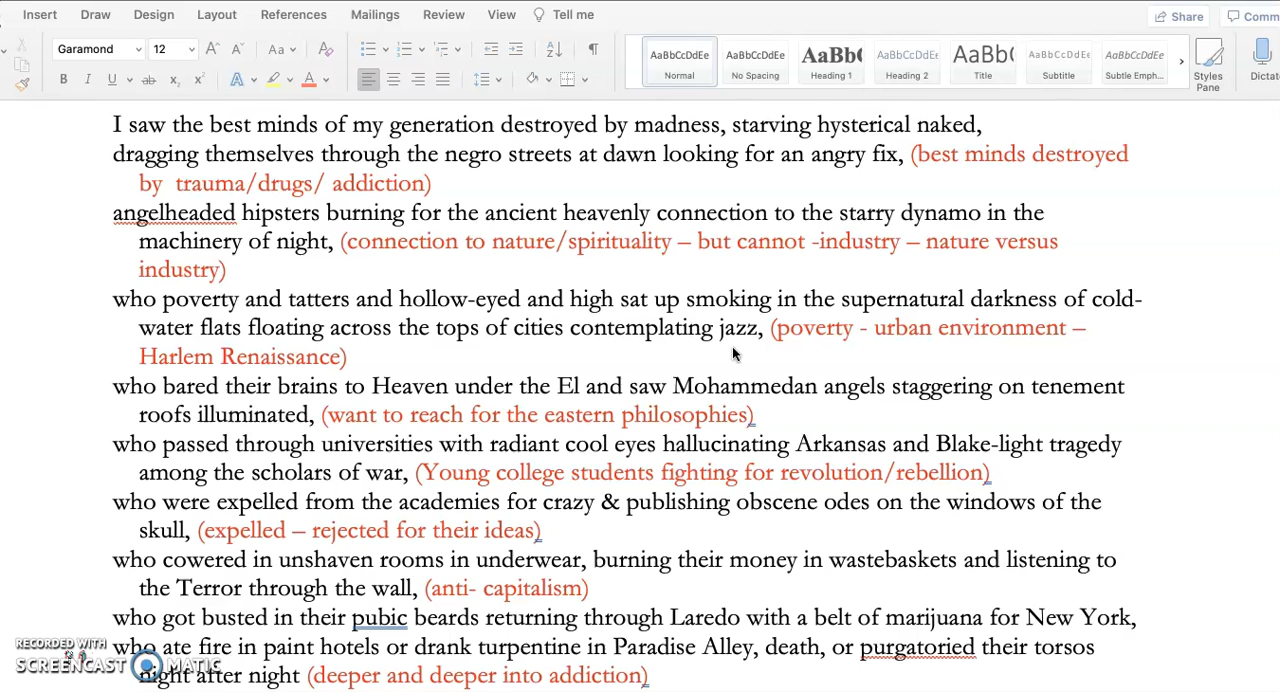 Insert Draw Design Layout References Mailings Review View Tell me Share Comm
Garamond 12 A A Aa A AaBbCcDdEe AaBbCcDdEe AaBbC AaBbCcDdEe AaBbC AaBbCcDdEe AaBbCcDdEe
B I U ab x₂ x² A A Normal No Spacing Heading 1 Heading 2 Title Subtitle Subtle Emph... Styles Pane Dictat
I saw the best minds of my generation destroyed by madness, starving hysterical naked,
dragging themselves through the negro streets at dawn looking for an angry fix, (best minds destroyed
by trauma/drugs/ addiction)
angelheaded hipsters burning for the ancient heavenly connection to the starry dynamo in the
machinery of night, (connection to nature/spirituality – but cannot -industry – nature versus
industry)
who poverty and tatters and hollow-eyed and high sat up smoking in the supernatural darkness of cold-
water flats floating across the tops of cities contemplating jazz, (poverty - urban environment –
Harlem Renaissance)
who bared their brains to Heaven under the El and saw Mohammedan angels staggering on tenement
roofs illuminated, (want to reach for the eastern philosophies)
who passed through universities with radiant cool eyes hallucinating Arkansas and Blake-light tragedy
among the scholars of war, (Young college students fighting for revolution/rebellion)
who were expelled from the academies for crazy & publishing obscene odes on the windows of the
skull, (expelled – rejected for their ideas)
who cowered in unshaven rooms in underwear, burning their money in wastebaskets and listening to
the Terror through the wall, (anti- capitalism)
who got busted in their pubic beards returning through Laredo with a belt of marijuana for New York,
who ate fire in paint hotels or drank turpentine in Paradise Alley, death, or purgatoried their torsos
night after night (deeper and deeper into addiction)
RECORDED WITH
SCREENCAST MATIC